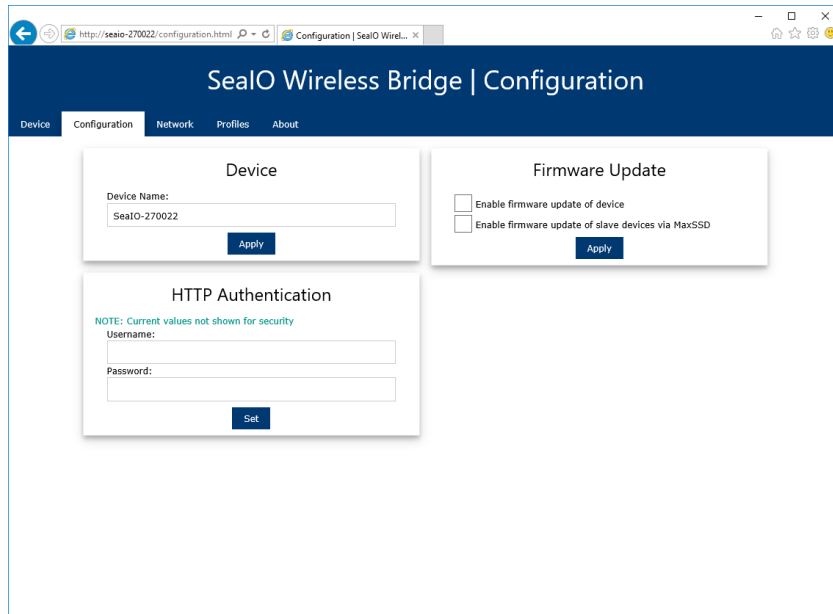 http://seaio-270022/configuration.html
Configuration | SeaIO Wirel...
SeaIO Wireless Bridge | Configuration
Device Configuration Network Profiles About
Device
Device Name:
SeaIO-270022
Apply
Firmware Update
Enable firmware update of device
Enable firmware update of slave devices via MaxSSD
Apply
HTTP Authentication
NOTE: Current values not shown for security
Username:
Password:
Set